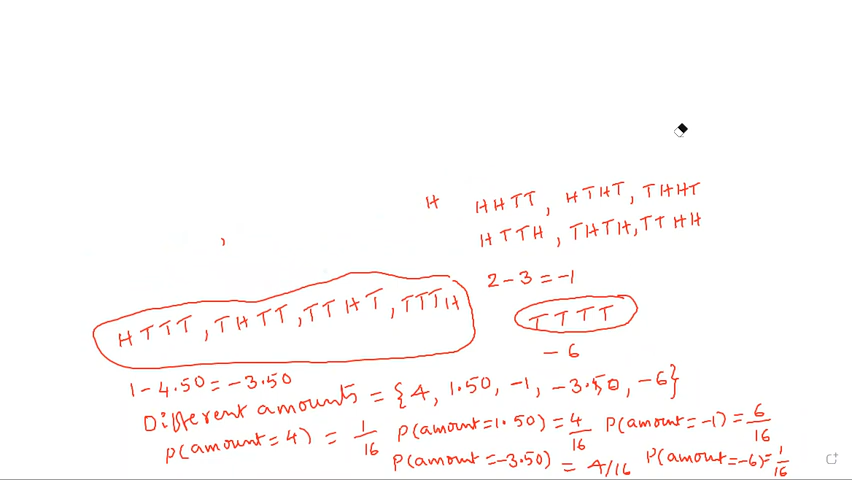 H HHTT, HTHT, THHT
, HTTH, THTH, TTHH
2-3=-1
HTTT, THTT, TTHT, TTTH
TTTT
-6
1-4.50=-3.50
Different amounts = {4, 1.50, -1, -3.50, -6}
P(amount=4) = 1/16 P(amount=1.50) = 4/16 P(amount=-1) = 6/16
P(amount=-3.50) = 4/16 P(amount=-6)=1/16